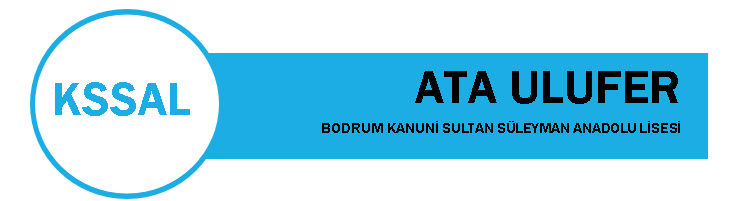 KSSAL
ATA ULUFER
BODRUM KANUNİ SULTAN SÜLEYMAN ANADOLU LİSESİ